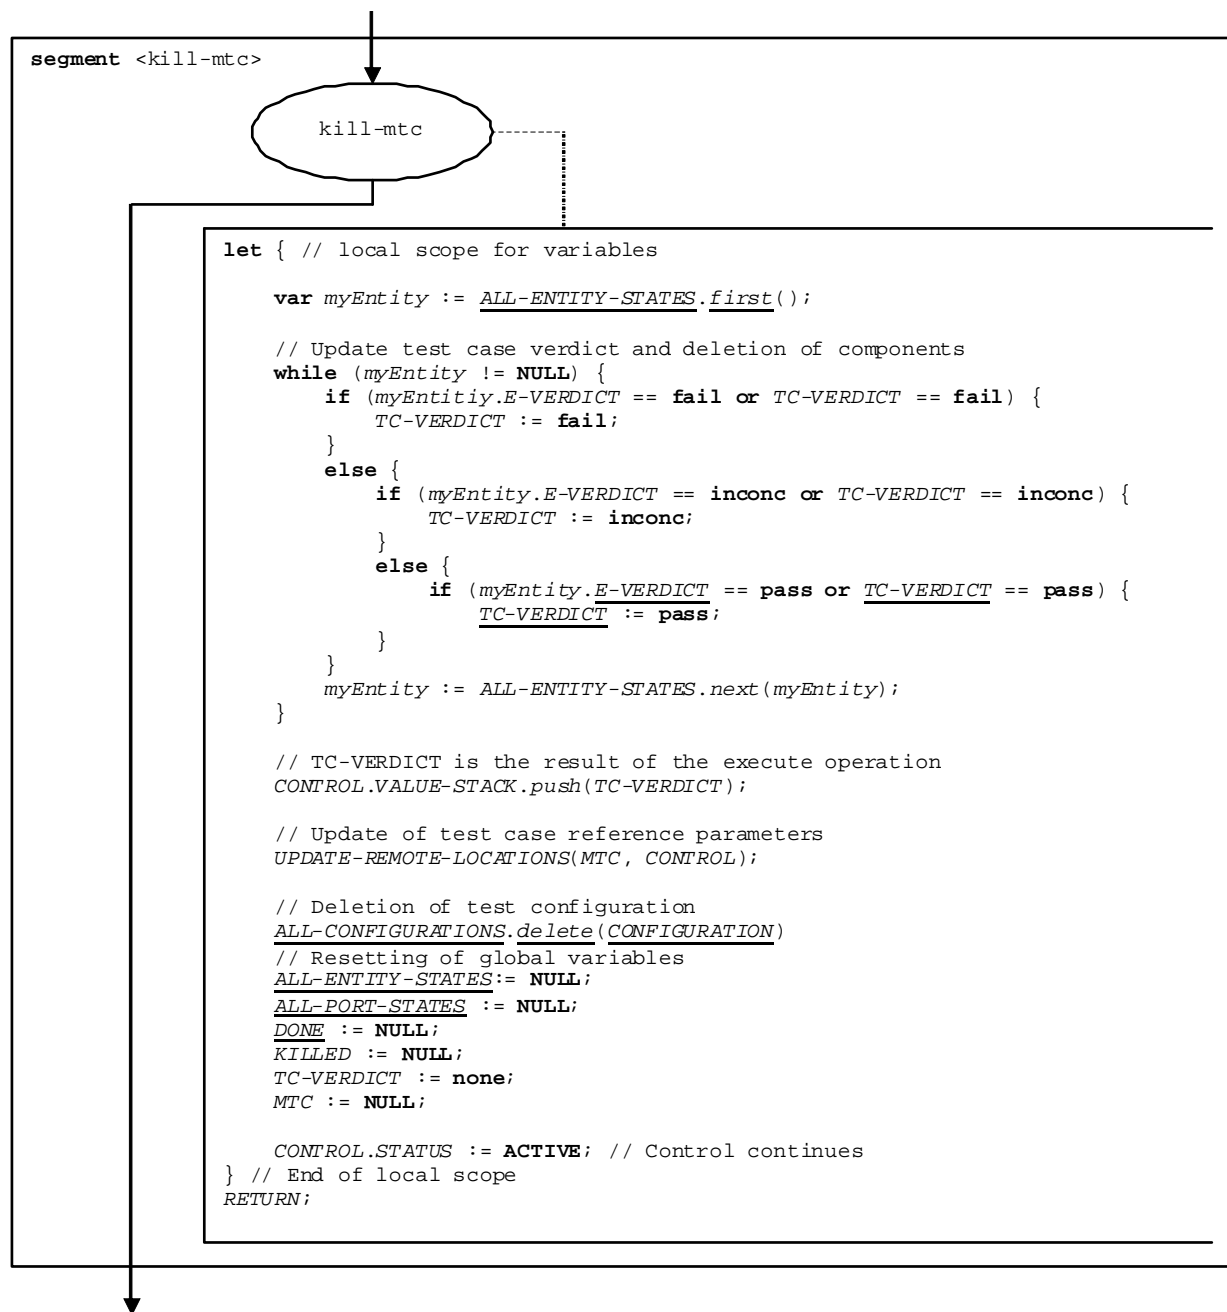 segment <kill-mtc>
kill-mtc
let { // local scope for variables
var myEntity := ALL-ENTITY-STATES.first();
// Update test case verdict and deletion of components
while (myEntity != NULL) {
if (myEntitiy.E-VERDICT == fail or TC-VERDICT == fail) {
TC-VERDICT := fail;
}
else {
if (myEntity.E-VERDICT == inconc or TC-VERDICT == inconc) {
TC-VERDICT := inconc;
}
else {
if (myEntity.E-VERDICT == pass or TC-VERDICT == pass) {
TC-VERDICT := pass;
}
}
myEntity := ALL-ENTITY-STATES.next(myEntity);
}
// TC-VERDICT is the result of the execute operation
CONTROL.VALUE-STACK.push(TC-VERDICT);
// Update of test case reference parameters
UPDATE-REMOTE-LOCATIONS(MTC, CONTROL);
// Deletion of test configuration
ALL-CONFIGURATIONS.delete(CONFIGURATION)
// Resetting of global variables
ALL-ENTITY-STATES:= NULL;
ALL-PORT-STATES := NULL;
DONE := NULL;
KILLED := NULL;
TC-VERDICT := none;
MTC := NULL;
CONTROL.STATUS := ACTIVE; // Control continues
} // End of local scope
RETURN;